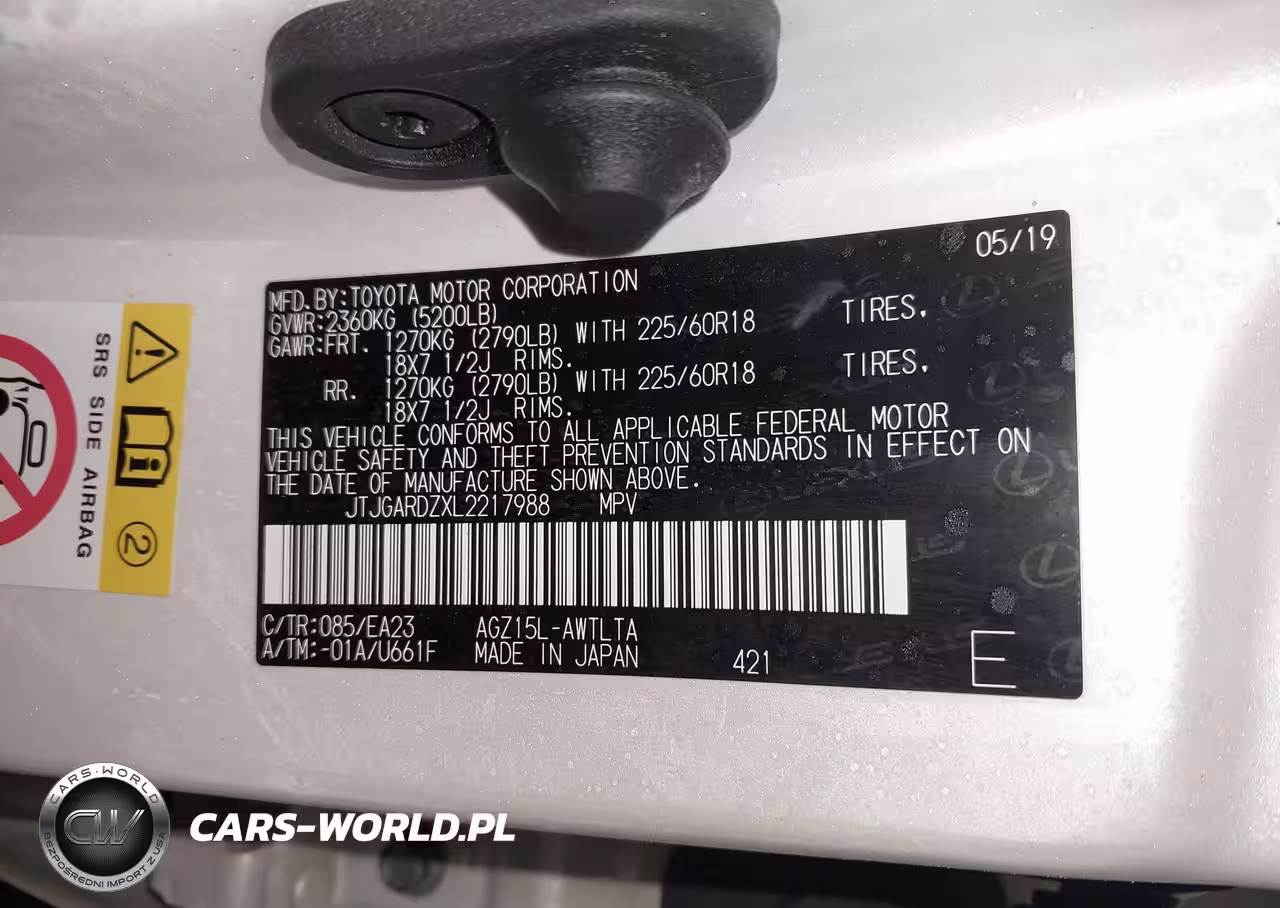 05/19
MFD.BY:TOYOTA MOTOR CORPORATION
GVWR:2360KG (5200LB)
GAWR:FRT. 1270KG (2790LB) WITH 225/60R18 TIRES,
18X7 1/2J RIMS.
RR. 1270KG (2790LB) WITH 225/60R18 TIRES,
18X7 1/2J RIMS.
THIS VEHICLE CONFORMS TO ALL APPLICABLE FEDERAL MOTOR
VEHICLE SAFETY AND THEFT PREVENTION STANDARDS IN EFFECT ON
THE DATE OF MANUFACTURE SHOWN ABOVE.
JTJGARDZXL2217988 MPV
C/TR:085/EA23 AGZ15L-AWTLTA
A/TM:-01A/U661F MADE IN JAPAN 421 E
SRS SIDE AIRBAG
2
CARS-WORLD
CW
BEZPOŚREDNI IMPORT Z USA
CARS-WORLD.PL